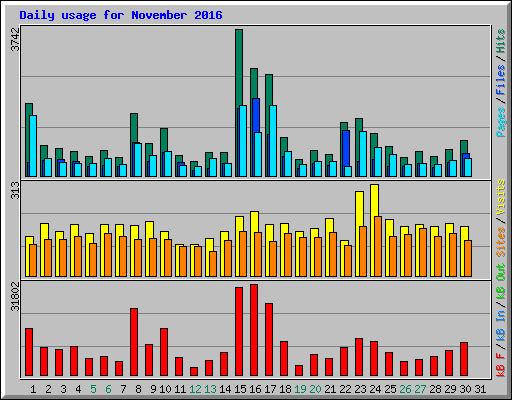 Daily usage for November 2016
3742
313
31802
Pages / Files / Hits
Sites / Visits
kB F / kB In / kB Out
1 2 3 4 5 6 7 8 9 10 11 12 13 14 15 16 17 18 19 20 21 22 23 24 25 26 27 28 29 30 31